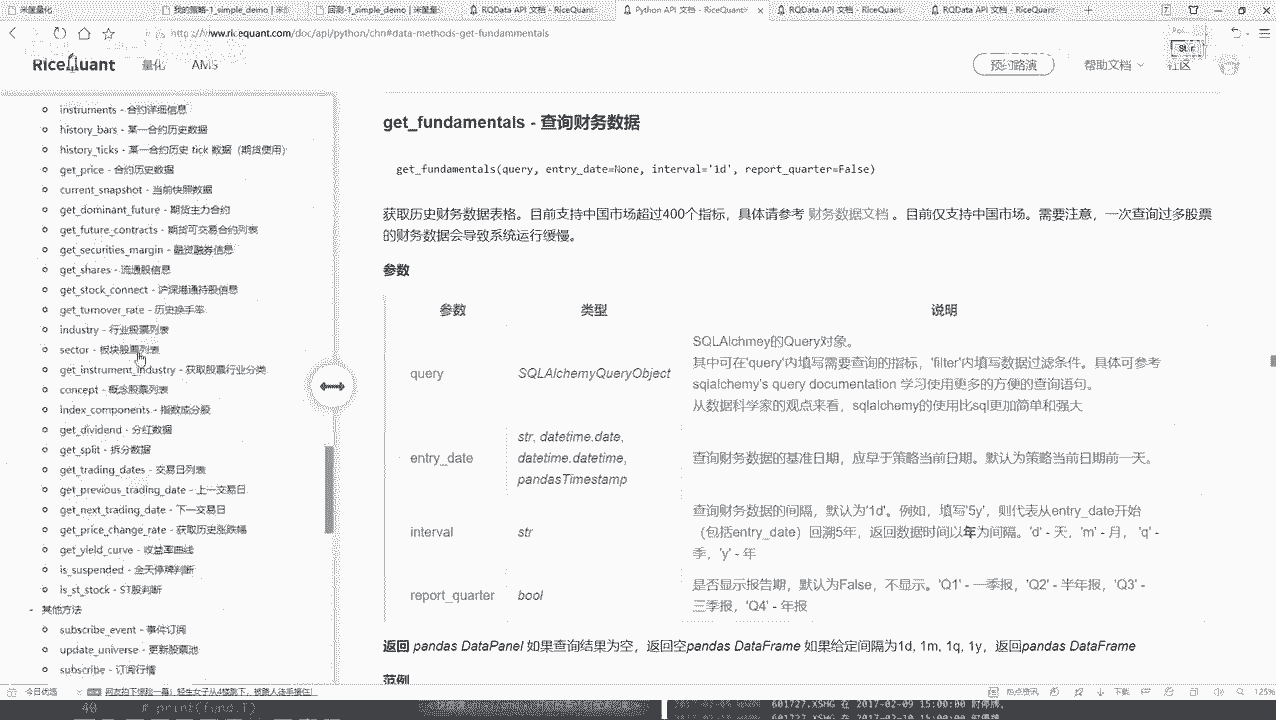 米筐量化
我的策略-1_simple_demo | 米筐
回测-1_simple_demo | 米筐量
RQData API 文档 - RiceQuant
Python API 文档 - RiceQuant
RQData API 文档 - RiceQuant
RQData API 文档 - RiceQuant
http://www.ricequant.com/doc/api/python/chn#data-methods-get-fundammentals
RiceQuant
量化
AMS
预约路演
帮助文档
社区
instruments - 合约详细信息
history_bars - 某一合约历史数据
history_ticks - 某一合约历史 tick 数据（期货使用）
get_price - 合约历史数据
current_snapshot - 当前快照数据
get_dominant_future - 期货主力合约
get_future_contracts - 期货可交易合约列表
get_securities_margin - 融资融券信息
get_shares - 流通股信息
get_stock_connect - 沪深港通持股信息
get_turnover_rate - 历史换手率
industry - 行业股票列表
sector - 板块股票列表
get_instrument_industry - 获取股票行业分类
concept - 概念股票列表
index_components - 指数成分股
get_dividend - 分红数据
get_split - 拆分数据
get_trading_dates - 交易日列表
get_previous_trading_date - 上一交易日
get_next_trading_date - 下一交易日
get_price_change_rate - 获取历史涨跌幅
get_yield_curve - 收益率曲线
is_suspended - 全天停牌判断
is_st_stock - ST股判断
其他方法
subscribe_event - 事件订阅
update_universe - 更新股票池
subscribe - 订阅行情
get_fundamentals - 查询财务数据
get_fundamentals(query, entry_date=None, interval='1d', report_quarter=False)
获取历史财务数据表格。目前支持中国市场超过400个指标，具体请参考 财务数据文档 。目前仅支持中国市场。需要注意，一次查询过多股票
的财务数据会导致系统运行缓慢。
参数
参数 类型 说明
query SQLAlchemyQueryObject
SQLAlchmey的Query对象。
其中可在'query'内填写需要查询的指标，'filter'内填写数据过滤条件。具体可参考
sqlalchemy's query documentation 学习使用更多的方便的查询语句。
从数据科学家的观点来看，sqlalchemy的使用比sql更加简单和强大
entry_date
str, datetime.date,
datetime.datetime,
pandasTimestamp
查询财务数据的基准日期，应早于策略当前日期。默认为策略当前日期前一天。
interval str
查询财务数据的间隔，默认为'1d'。例如，填写'5y'，则代表从entry_date开始
（包括entry_date）回溯5年，返回数据时间以年为间隔。'd' - 天，'m' - 月， 'q' -
季，'y' - 年
report_quarter bool
是否显示报告期，默认为False，不显示。'Q1' - 一季报，'Q2' - 半年报，'Q3' -
三季报，'Q4' - 年报
返回 pandas DataPanel 如果查询结果为空，返回空pandas DataFrame 如果给定间隔为1d, 1m, 1q, 1y，返回pandas DataFrame
范例
今日优选
热点资讯
下载
125%
40 # print(fund.T)
601727.XSHG 在 2017-02-09 15:00:00 时停牌。